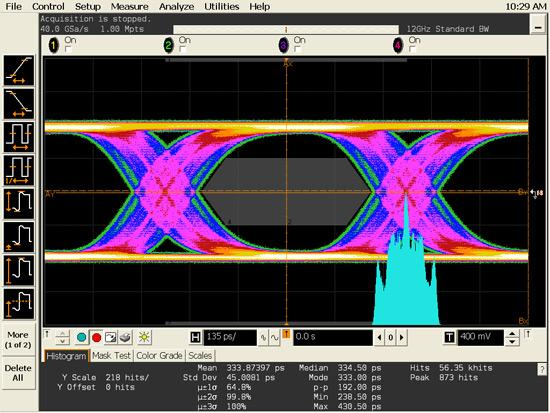 File Control Setup Measure Analyze Utilities Help 10:29 AM
Acquisition is stopped.
40.0 GSa/s 1.00 Mpts
12GHz Standard BW
1 On 2 On 3 On 4 On
More
(1 of 2)
Delete
All
H 135 ps/ 0.0 s 0 T 400 mV
Histogram Mask Test Color Grade Scales
Y Scale 218 hits/
Y Offset 0 hits
Mean 333.87397 ps
Std Dev 45.0081 ps
µ±1σ 64.8%
µ±2σ 99.8%
µ±3σ 100%
Median 334.50 ps
Mode 333.00 ps
p-p 192.00 ps
Min 238.50 ps
Max 430.50 ps
Hits 56.35 khits
Peak 873 hits
?